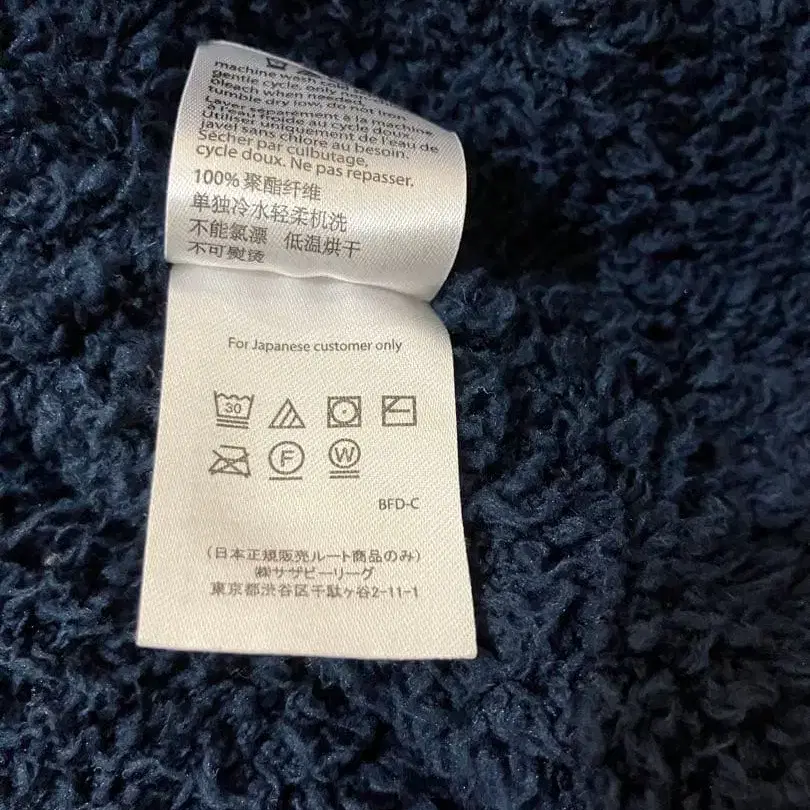 machine wash
gentle cycle, only non
bleach when needed.
tumble dry low, do not iron
Laver séparément à la machine
à l'eau froide au cycle doux.
Utiliser uniquement de l'eau de
javel sans chlore au besoin.
Sécher par culbutage,
cycle doux. Ne pas repasser.
100% 聚酯纤维
单独冷水轻柔机洗
不能氯漂 低温烘干
不可熨烫
For Japanese customer only
30
F W
BFD-C
(日本正規販売ルート商品のみ)
㈱サザビーリーグ
東京都渋谷区千駄ヶ谷2-11-1